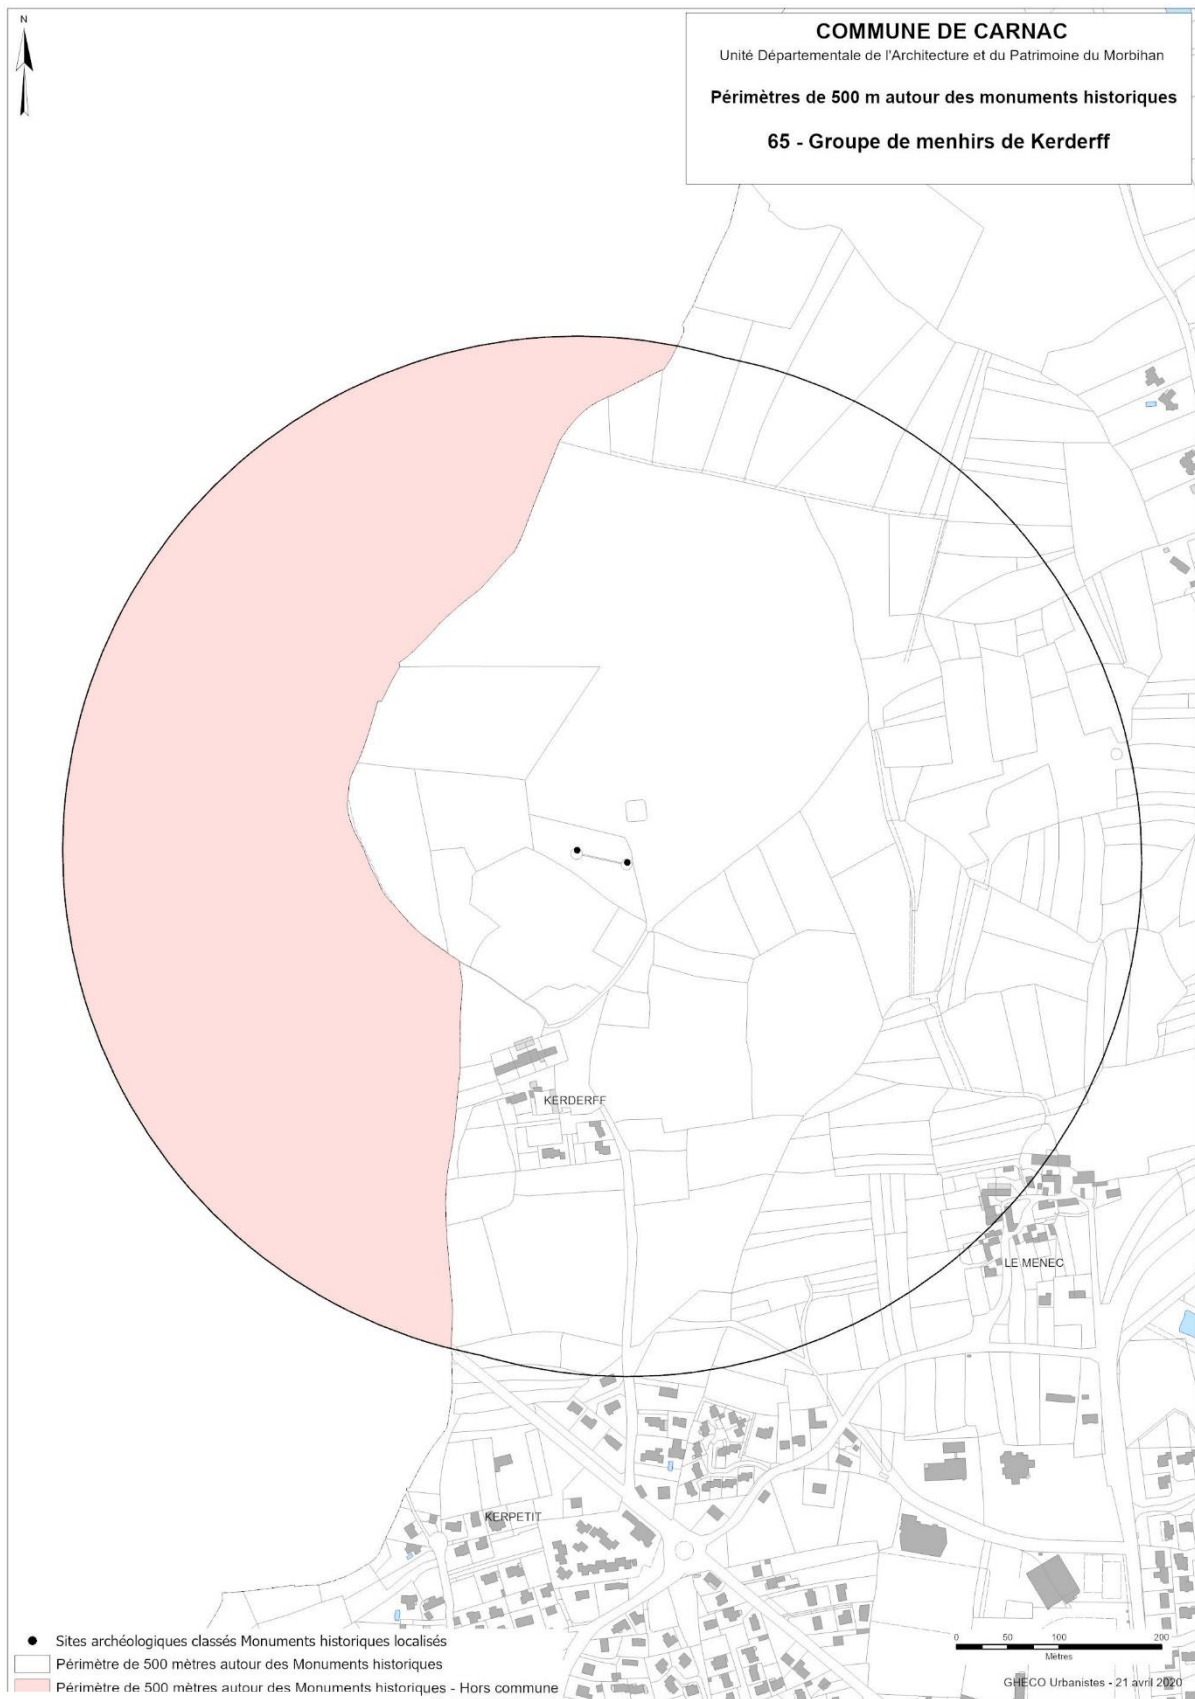 N
COMMUNE DE CARNAC
Unité Départementale de l'Architecture et du Patrimoine du Morbihan
Périmètres de 500 m autour des monuments historiques
65 - Groupe de menhirs de Kerderff
KERDERFF
LE MENEC
KERPETIT
Sites archéologiques classés Monuments historiques localisés
Périmètre de 500 mètres autour des Monuments historiques
Périmètre de 500 mètres autour des Monuments historiques - Hors commune
0 50 100 200
Mètres
GHECO Urbanistes - 21 avril 2020